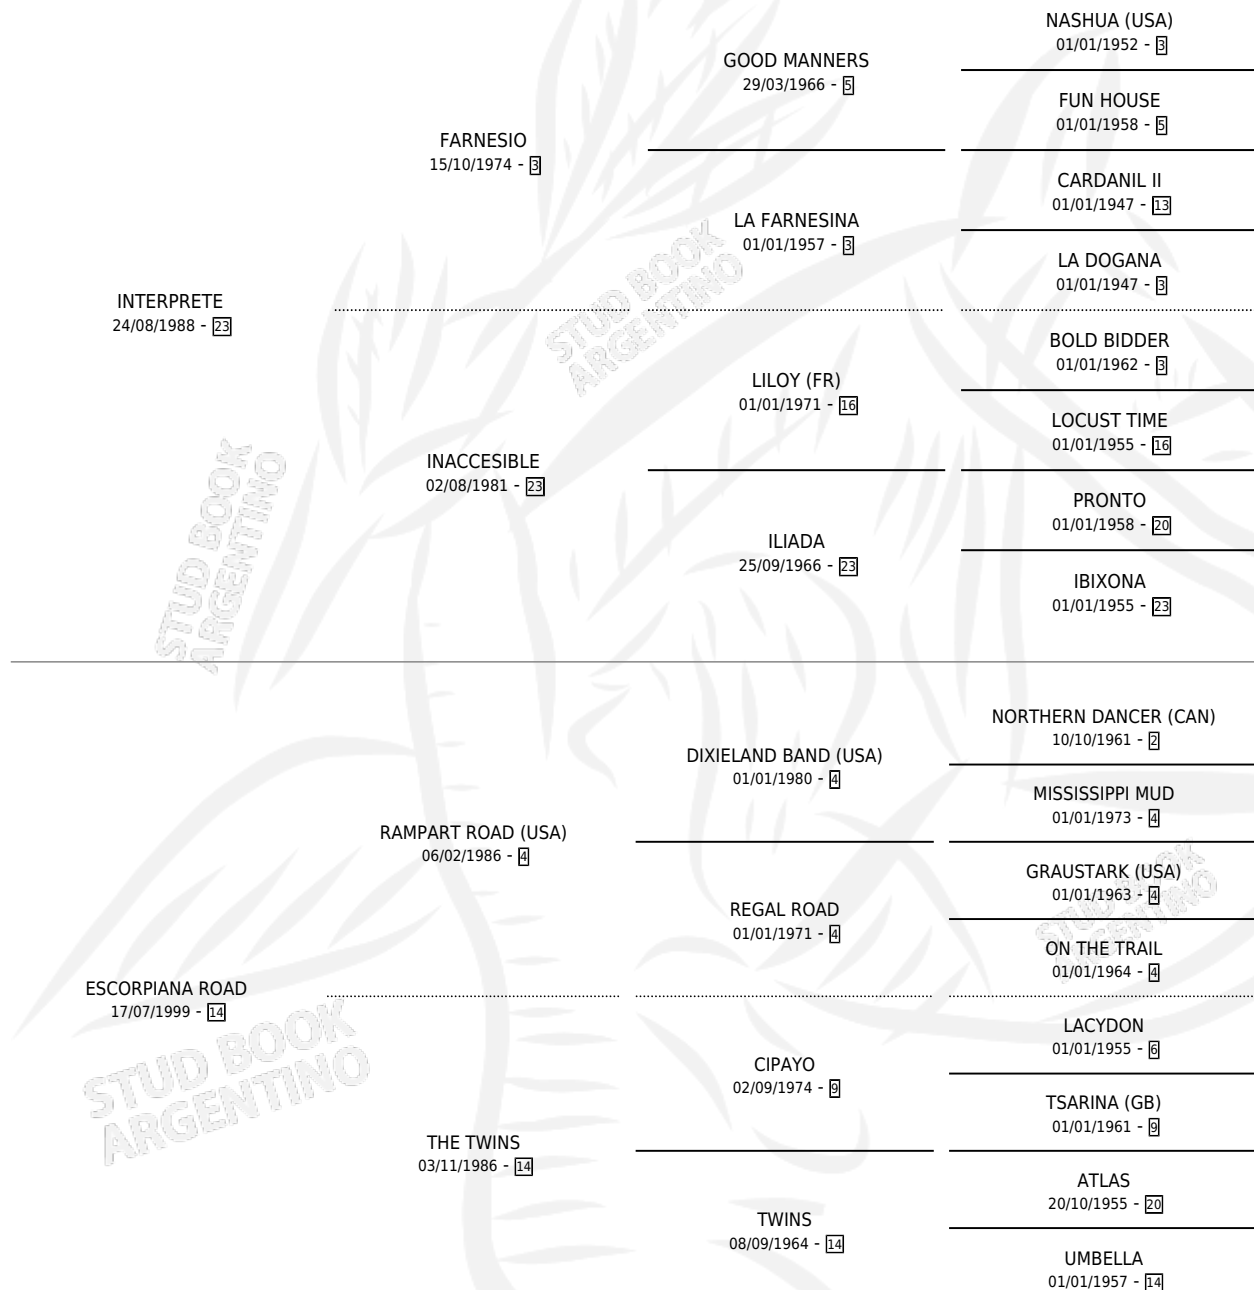 NASHUA (USA)
01/01/1952 - 3
GOOD MANNERS
29/03/1966 - 5
FUN HOUSE
01/01/1958 - 5
FARNESIO
15/10/1974 - 3
CARDANIL II
01/01/1947 - 13
LA FARNESINA
01/01/1957 - 3
LA DOGANA
01/01/1947 - 3
INTERPRETE
24/08/1988 - 23
BOLD BIDDER
01/01/1962 - 3
LILOY (FR)
01/01/1971 - 16
LOCUST TIME
01/01/1955 - 16
INACCESIBLE
02/08/1981 - 23
PRONTO
01/01/1958 - 20
ILIADA
25/09/1966 - 23
IBIXONA
01/01/1955 - 23
STUD BOOK
ARGENTINO
STUD BOOK
ARGENTINO
NORTHERN DANCER (CAN)
10/10/1961 - 2
DIXIELAND BAND (USA)
01/01/1980 - 4
MISSISSIPPI MUD
01/01/1973 - 4
RAMPART ROAD (USA)
06/02/1986 - 4
GRAUSTARK (USA)
01/01/1963 - 4
REGAL ROAD
01/01/1971 - 4
ON THE TRAIL
01/01/1964 - 4
ESCORPIANA ROAD
17/07/1999 - 14
LACYDON
01/01/1955 - 6
CIPAYO
02/09/1974 - 9
TSARINA (GB)
01/01/1961 - 9
THE TWINS
03/11/1986 - 14
ATLAS
20/10/1955 - 20
TWINS
08/09/1964 - 14
UMBELLA
01/01/1957 - 14
STUD BOOK
ARGENTINO
STUD BOOK
ARGENTINO